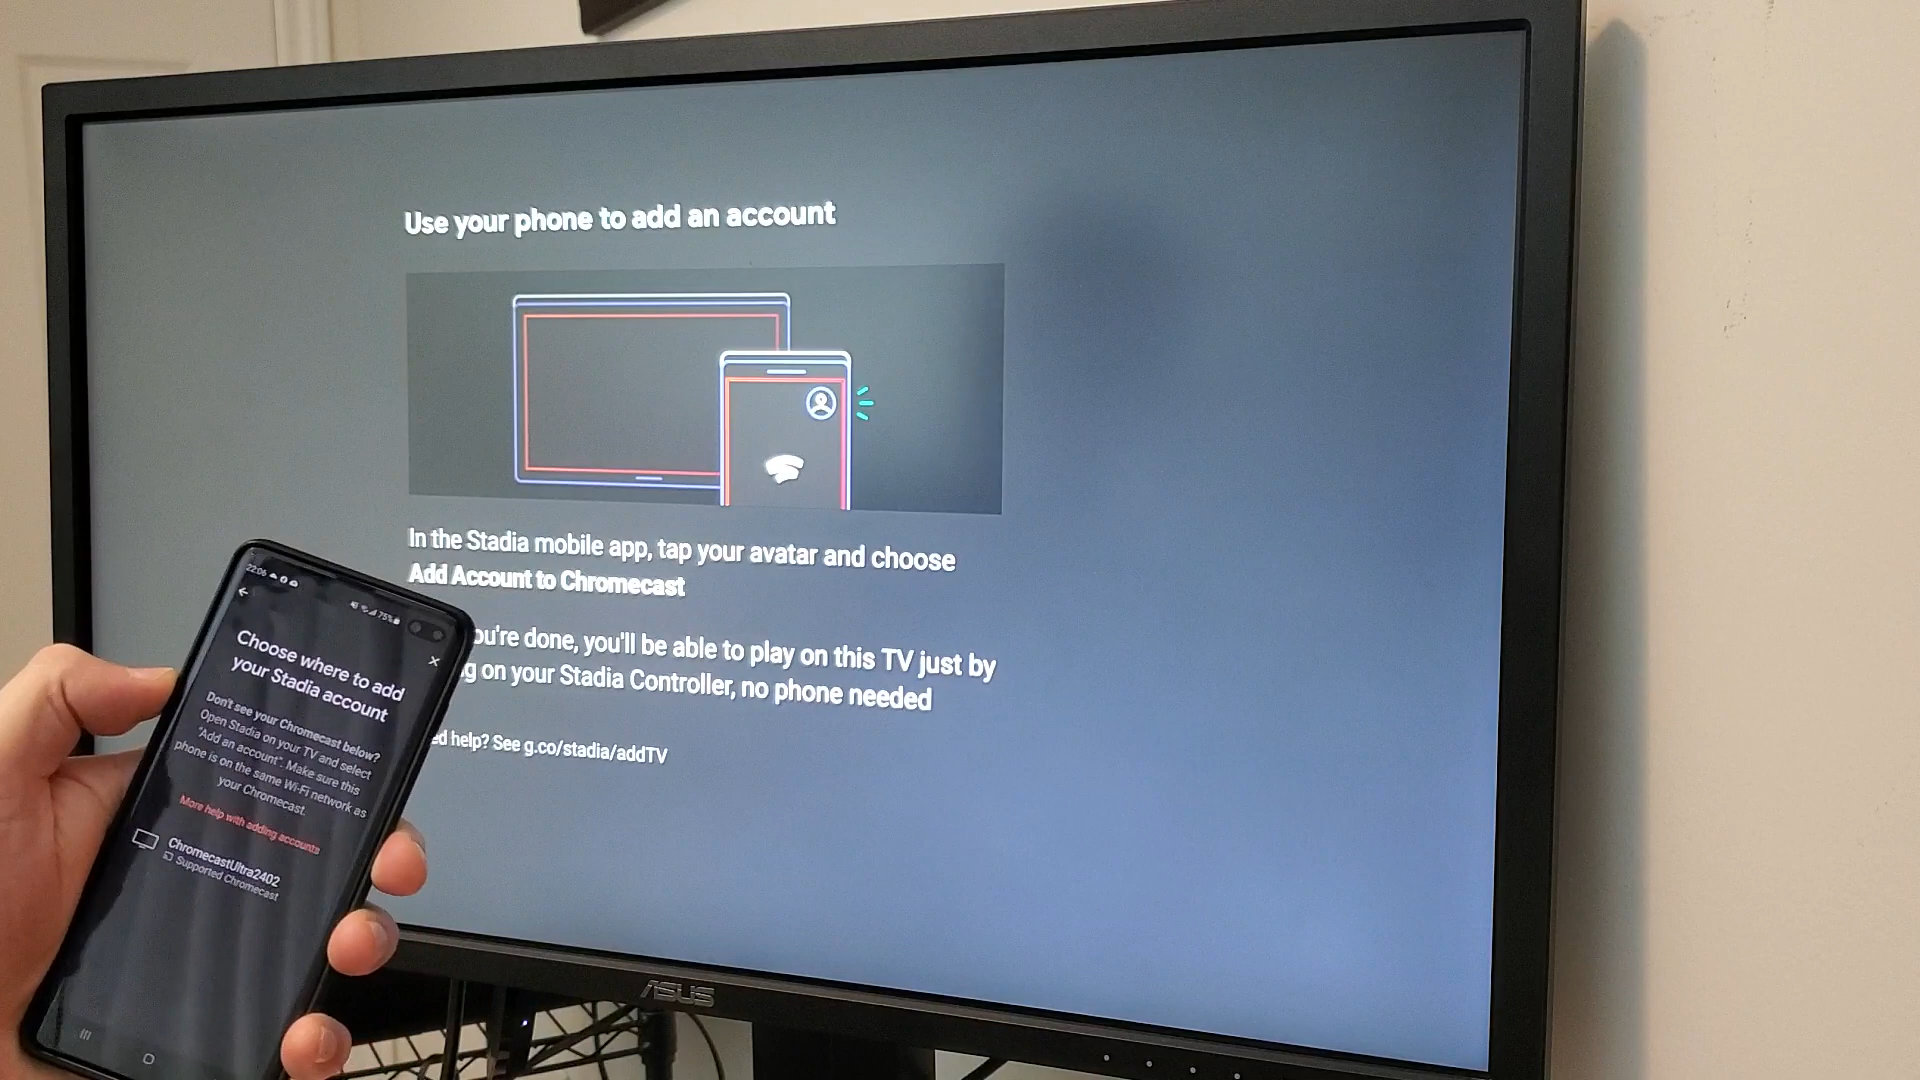 Use your phone to add an account
In the Stadia mobile app, tap your avatar and choose
Add Account to Chromecast
ou're done, you'll be able to play on this TV just by
g on your Stadia Controller, no phone needed
ed help? See g.co/stadia/addTV
22:06
75%
Choose where to add
your Stadia account
Don't see your Chromecast below?
Open Stadia on your TV and select
"Add an account". Make sure this
phone is on the same Wi-Fi network as
your Chromecast.
More help with adding accounts
ChromecastUltra2402
Supported Chromecast
ASUS